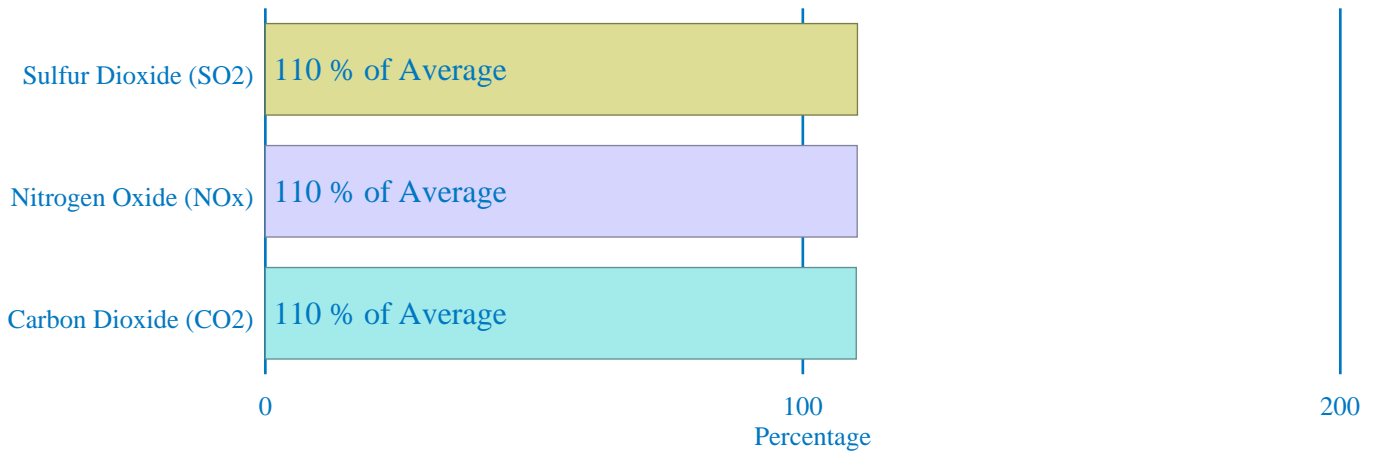 Sulfur Dioxide (SO2)
110 % of Average
Nitrogen Oxide (NOx)
110 % of Average
Carbon Dioxide (CO2)
110 % of Average
0
100
200
Percentage